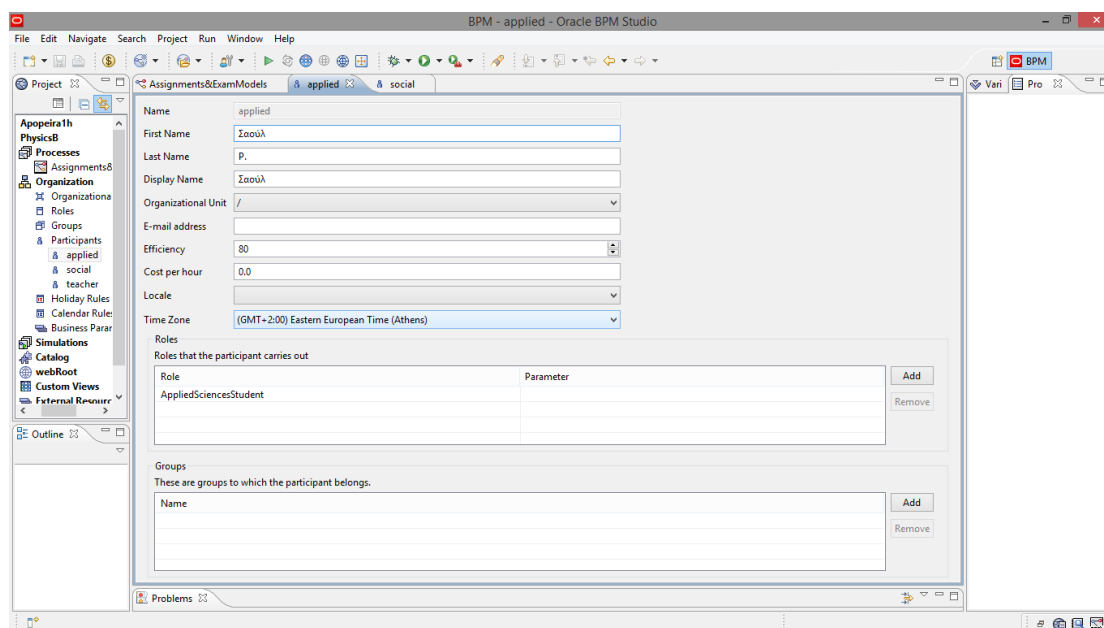 BPM - applied - Oracle BPM Studio
File Edit Navigate Search Project Run Window Help
BPM
Project
Assignments&ExamModels
applied
social
Vari
Pro
Apopeira1h
PhysicsB
Processes
Assignments&
Organization
Organizationa
Roles
Groups
Participants
applied
social
teacher
Holiday Rules
Calendar Rule
Business Parar
Simulations
Catalog
webRoot
Custom Views
External Resourc
Outline
Name applied
First Name Σαούλ
Last Name P.
Display Name Σαούλ
Organizational Unit /
E-mail address
Efficiency 80
Cost per hour 0.0
Locale
Time Zone (GMT+2:00) Eastern European Time (Athens)
Roles
Roles that the participant carries out
Role Parameter
AppliedSciencesStudent
Add
Remove
Groups
These are groups to which the participant belongs.
Name
Add
Remove
Problems